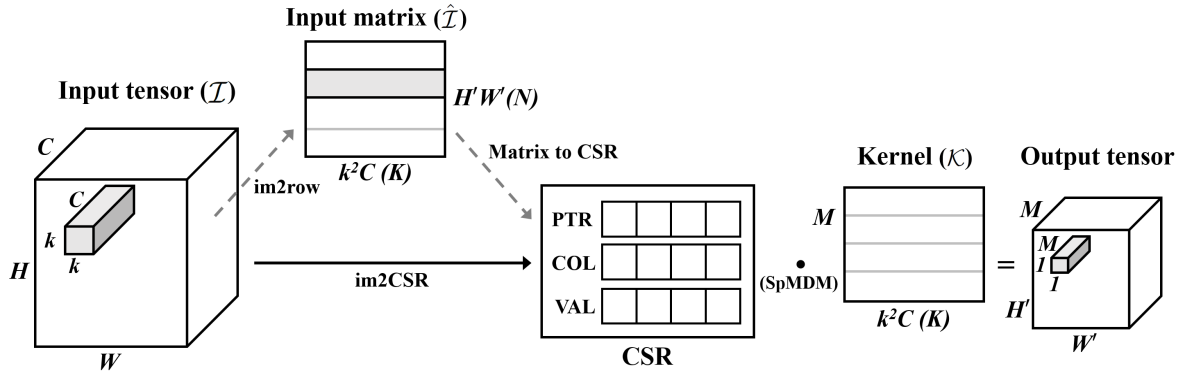 Input matrix (Î)
Input tensor (I)
H'W'(N)
C
k²C (K)
im2row
Matrix to CSR
C
k
k
H
W
im2CSR
PTR
COL
VAL
CSR
•
(SpMDM)
Kernel (K)
M
k²C (K)
=
Output tensor
M
M
1
1
H'
W'